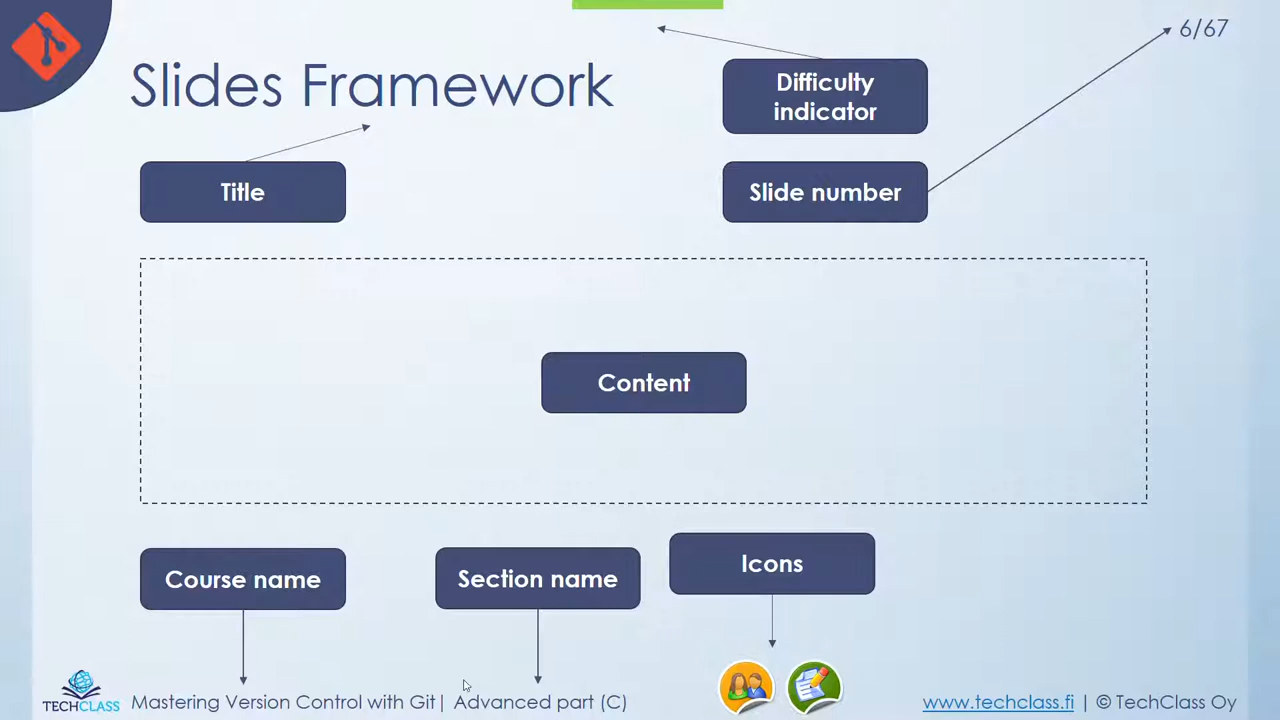 6/67
Slides Framework
Difficulty
indicator
Title
Slide number
Content
Course name
Section name
Icons
TECHCLASS
Mastering Version Control with Git| Advanced part (C)
www.techclass.fi | © TechClass Oy